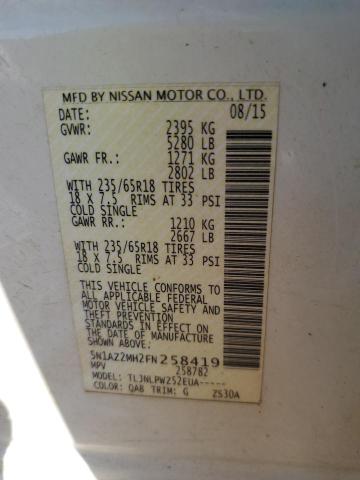 MFD BY NISSAN MOTOR CO., LTD.
DATE: 08/15
GVWR: 2395 KG
5280 LB
GAWR FR.: 1271 KG
2802 LB
WITH 235/65R18 TIRES
18 X 7.5 RIMS AT 33 PSI
COLD SINGLE
GAWR RR.: 1210 KG
2667 LB
WITH 235/65R18 TIRES
18 X 7.5 RIMS AT 33 PSI
COLD SINGLE
THIS VEHICLE CONFORMS TO
ALL APPLICABLE FEDERAL
MOTOR VEHICLE SAFETY AND
THEFT PREVENTION
STANDARDS IN EFFECT ON
THE DATE OF MANUFACTURE
SHOWN ABOVE:
5N1AZ2MH2FN258419
MPV 258782
MODEL: TLJNLPWZ52EUA-----
COLOR: QAB TRIM: G ZS30A